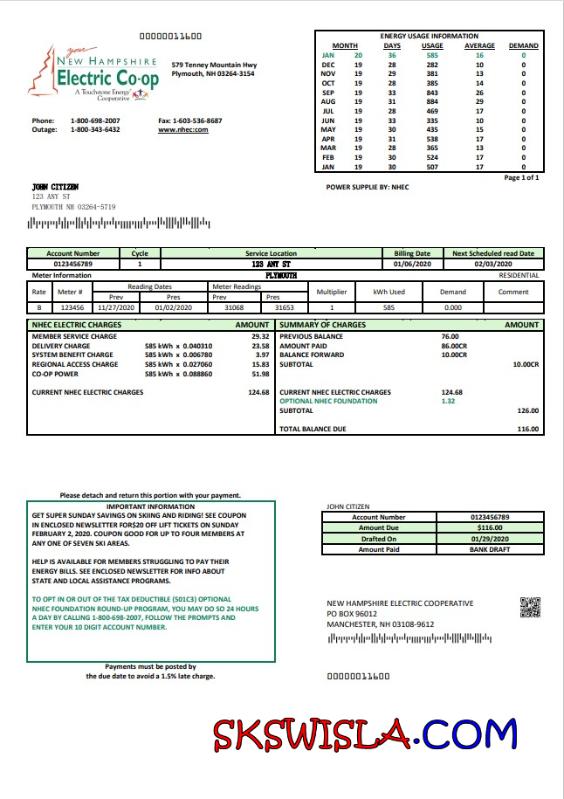 00000011600
your
NEW HAMPSHIRE
Electric Co-op
A Touchstone Energy
Cooperative
579 Tenney Mountain Hwy
Plymouth, NH 03264-3154
Phone: 1-800-698-2007 Fax: 1-603-536-8687
Outage: 1-800-343-6432 www.nhec:com
ENERGY USAGE INFORMATION
MONTH DAYS USAGE AVERAGE DEMAND
JAN 20 36 585 16 0
DEC 19 28 282 10 0
NOV 19 29 381 13 0
OCT 19 28 385 14 0
SEP 19 33 843 26 0
AUG 19 31 884 29 0
JUL 19 28 469 17 0
JUN 19 33 335 10 0
MAY 19 30 435 15 0
APR 19 31 538 17 0
MAR 19 28 365 13 0
FEB 19 30 524 17 0
JAN 19 30 507 17 0
Page 1 of 1
POWER SUPPLIE BY: NHEC
JOHN CITIZEN
123 ANY ST
PLYMOUTH NH 03264-5719
Account Number Cycle Service Location Billing Date Next Scheduled read Date
0123456789 1 123 ANY ST 01/06/2020 02/03/2020
Meter Information PLYMOUTH RESIDENTIAL
Rate Meter # Reading Dates Meter Readings Multiplier kWh Used Demand Comment
Prev Pres Prev Pres
B 123456 11/27/2020 01/02/2020 31068 31653 1 585 0.000
NHEC ELECTRIC CHARGES AMOUNT
MEMBER SERVICE CHARGE 29.32
DELIVERY CHARGE 585 kWh x 0.040310 23.58
SYSTEM BENEFIT CHARGE 585 kWh x 0.006780 3.97
REGIONAL ACCESS CHARGE 585 kWh x 0.027060 15.83
CO-OP POWER 585 kWh x 0.088860 51.98
CURRENT NHEC ELECTRIC CHARGES 124.68
SUMMARY OF CHARGES AMOUNT
PREVIOUS BALANCE 76.00
AMOUNT PAID 86.00CR
BALANCE FORWARD 10.00CR
SUBTOTAL 10.00CR
CURRENT NHEC ELECTRIC CHARGES 124.68
OPTIONAL NHEC FOUNDATION 1.32
SUBTOTAL 126.00
TOTAL BALANCE DUE 116.00
Please detach and return this portion with your payment.
IMPORTANT INFORMATION
GET SUPER SUNDAY SAVINGS ON SKIING AND RIDING! SEE COUPON
IN ENCLOSED NEWSLETTER FOR$20 OFF LIFT TICKETS ON SUNDAY
FEBRUARY 2, 2020. COUPON GOOD FOR UP TO FOUR MEMBERS AT
ANY ONE OF SEVEN SKI AREAS.
HELP IS AVAILABLE FOR MEMBERS STRUGGLING TO PAY THEIR
ENERGY BILLS. SEE ENCLOSED NEWSLETTER FOR INFO ABOUT
STATE AND LOCAL ASSISTANCE PROGRAMS.
TO OPT IN OR OUT OF THE TAX DEDUCTIBLE (501C3) OPTIONAL
NHEC FOUNDATION ROUND-UP PROGRAM, YOU MAY DO SO 24 HOURS
A DAY BY CALLING 1-800-698-2007, FOLLOW THE PROMPTS AND
ENTER YOUR 10 DIGIT ACCOUNT NUMBER.
Payments must be posted by
the due date to avoid a 1.5% late charge.
JOHN CITIZEN
Account Number 0123456789
Amount Due $116.00
Drafted On 01/29/2020
Amount Paid BANK DRAFT
NEW HAMPSHIRE ELECTRIC COOPERATIVE
PO BOX 96012
MANCHESTER, NH 03108-9612
00000011600
SKSWISLA.COM